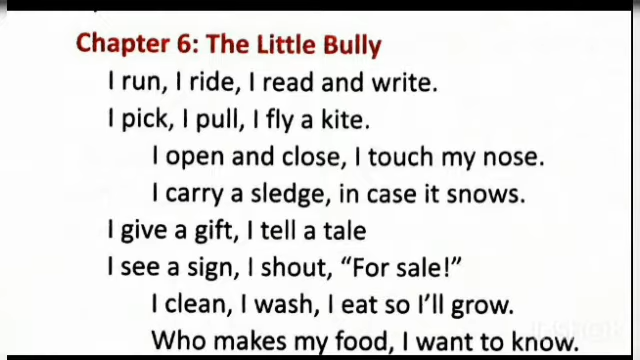 Chapter 6: The Little Bully
I run, I ride, I read and write.
I pick, I pull, I fly a kite.
I open and close, I touch my nose.
I carry a sledge, in case it snows.
I give a gift, I tell a tale
I see a sign, I shout, “For sale!”
I clean, I wash, I eat so I’ll grow.
Who makes my food, I want to know.